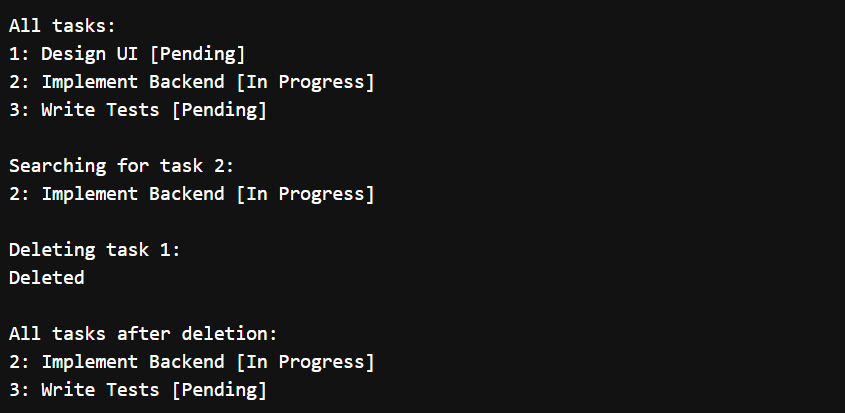 All tasks:
1: Design UI [Pending]
2: Implement Backend [In Progress]
3: Write Tests [Pending]

Searching for task 2:
2: Implement Backend [In Progress]

Deleting task 1:
Deleted

All tasks after deletion:
2: Implement Backend [In Progress]
3: Write Tests [Pending]